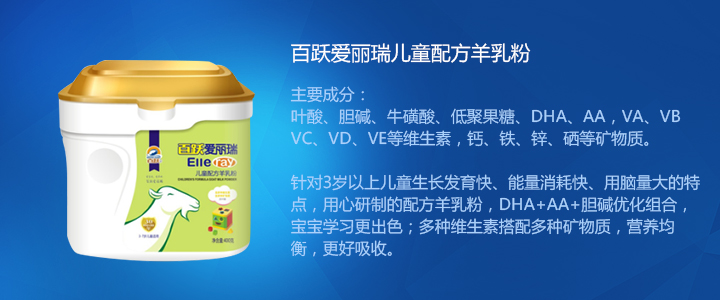 百跃爱丽瑞儿童配方羊乳粉
主要成分：
叶酸、胆碱、牛磺酸、低聚果糖、DHA、AA，VA、VB
VC、VD、VE等维生素，钙、铁、锌、硒等矿物质。
针对3岁以上儿童生长发育快、能量消耗快、用脑量大的特
点，用心研制的配方羊乳粉，DHA+AA+胆碱优化组合，
宝宝学习更出色；多种维生素搭配多种矿物质，营养均
衡，更好吸收。
百跃爱丽瑞
Elle ray
儿童配方羊乳粉